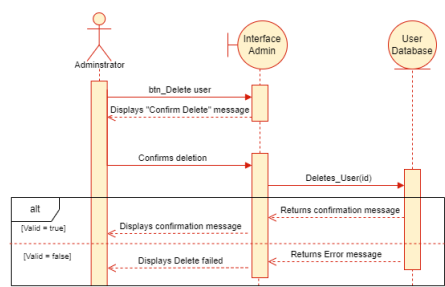 Interface
Admin
User
Database
Adminstrator
btn_Delete user
Displays "Confirm Delete" message
Confirms deletion
Deletes_User(id)
alt
Returns confirmation message
[Valid = true]
Displays confirmation message
[Valid = false]
Returns Error message
Displays Delete failed